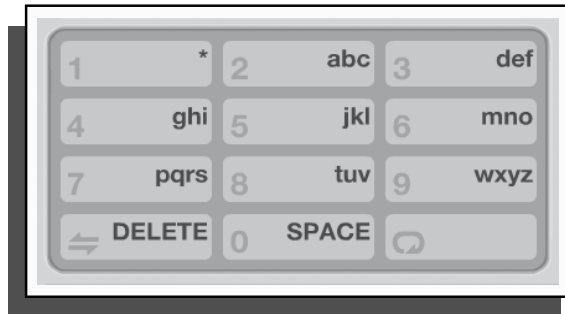 1 * 2 abc 3 def
4 ghi 5 jkl 6 mno
7 pqrs 8 tuv 9 wxyz
DELETE 0 SPACE